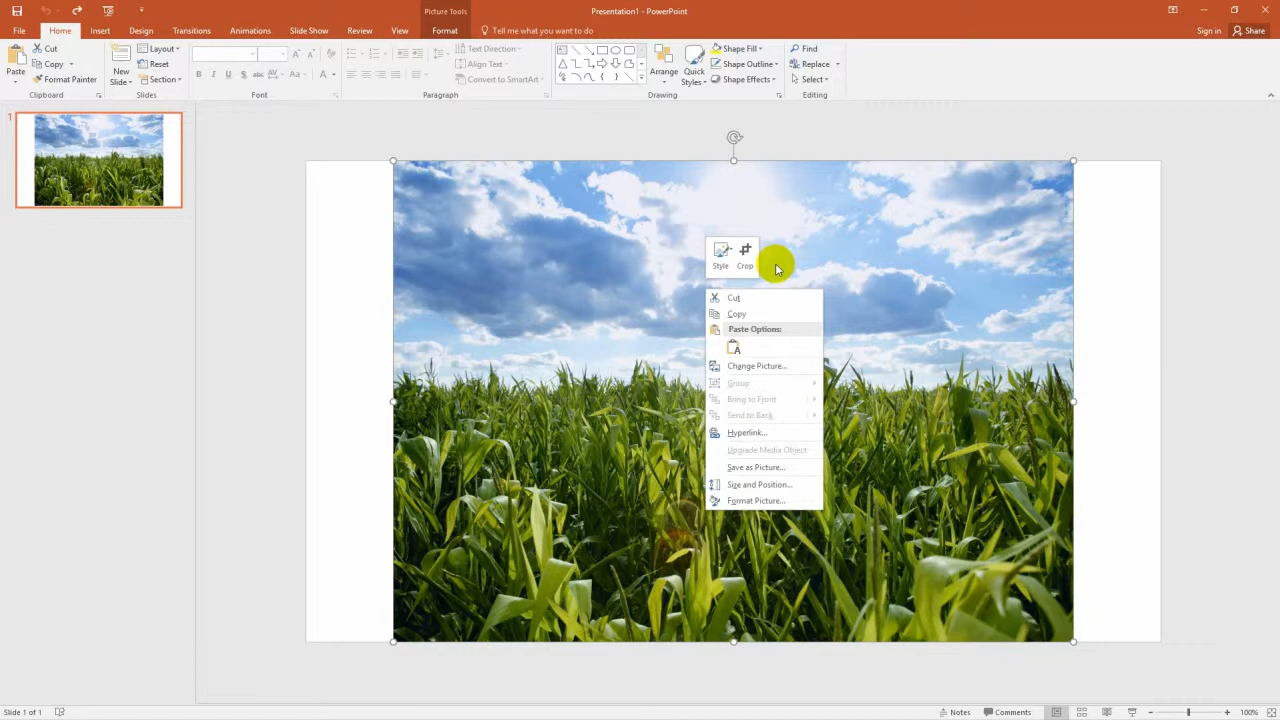 Picture Tools
Presentation1 - PowerPoint
File Home Insert Design Transitions Animations Slide Show Review View Format Tell me what you want to do Sign in Share
Paste
Cut
Copy
Format Painter
Clipboard
New
Slide
Layout
Reset
Section
Slides
B I U S abc AV Aa A
Font
Text Direction
Align Text
Convert to SmartArt
Paragraph
Arrange
Quick
Styles
Shape Fill
Shape Outline
Shape Effects
Drawing
Find
Replace
Select
Editing
1
Style Crop
Cut
Copy
Paste Options:
Change Picture...
Group
Bring to Front
Send to Back
Hyperlink...
Upgrade Media Object
Save as Picture...
Size and Position...
Format Picture...
Slide 1 of 1 Notes Comments 100%